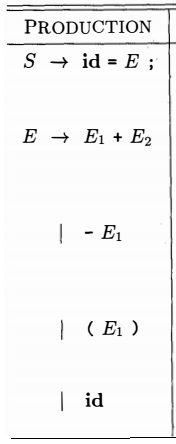 PRODUCTION
S → id = E ;
E → E₁ + E₂
| - E₁
| ( E₁ )
| id